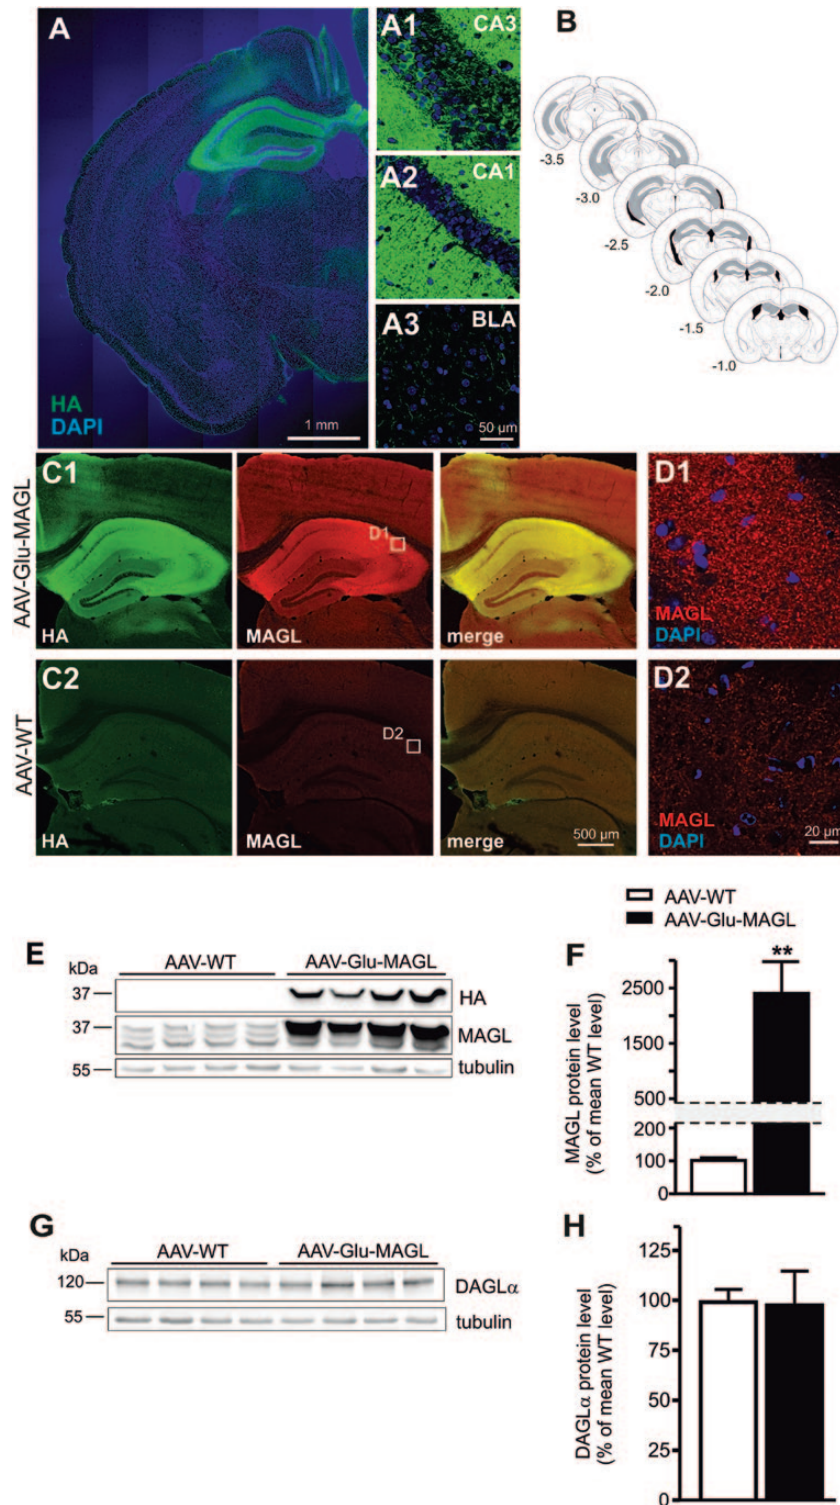 A
HA
DAPI
1 mm
A1
CA3
A2
CA1
A3
BLA
50 µm
B
-3.5
-3.0
-2.5
-2.0
-1.5
-1.0
AAV-Glu-MAGL
C1
HA
D1
MAGL
merge
D1
MAGL
DAPI
AAV-WT
C2
HA
D2
MAGL
merge
500 µm
D2
MAGL
DAPI
20 µm
E
kDa
AAV-WT
AAV-Glu-MAGL
37
HA
37
MAGL
55
tubulin
AAV-WT
AAV-Glu-MAGL
F
**
MAGL protein level
(% of mean WT level)
2500
1500
500
200
100
0
G
kDa
AAV-WT
AAV-Glu-MAGL
120
DAGLα
55
tubulin
H
DAGLα protein level
(% of mean WT level)
125
100
75
50
25
0